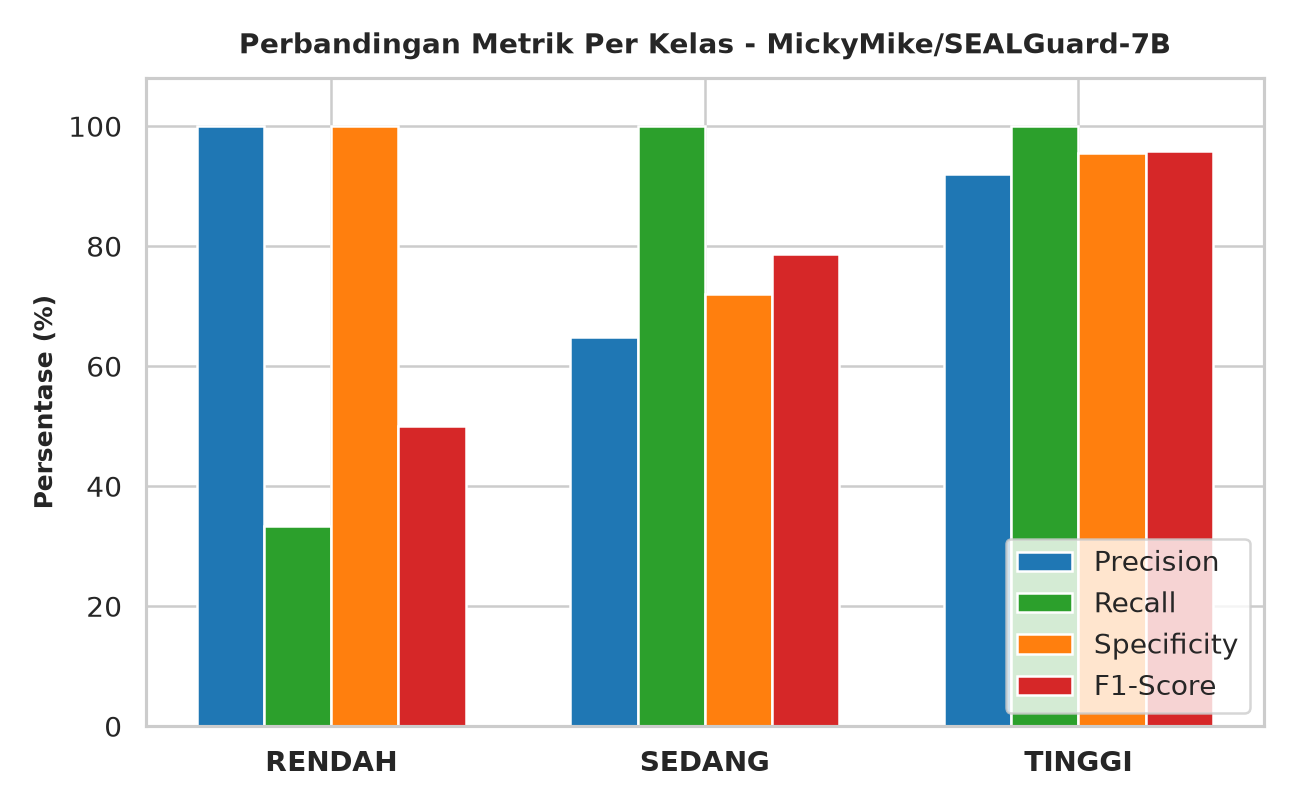 Perbandingan Metrik Per Kelas - MickyMike/SEALGuard-7B
Persentase (%)
100
80
60
40
20
0
RENDAH
SEDANG
TINGGI
Precision
Recall
Specificity
F1-Score